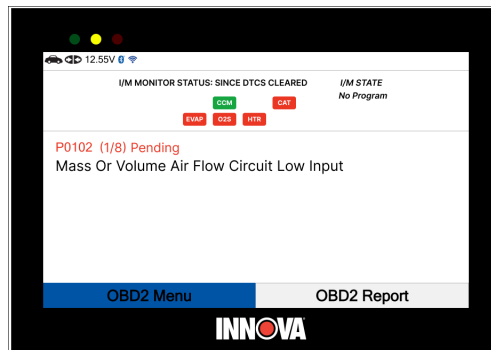 12.55V
I/M MONITOR STATUS: SINCE DTCS CLEARED I/M STATE
No Program
CCM CAT
EVAP O2S HTR
P0102 (1/8) Pending
Mass Or Volume Air Flow Circuit Low Input
OBD2 Menu OBD2 Report
INNOVA